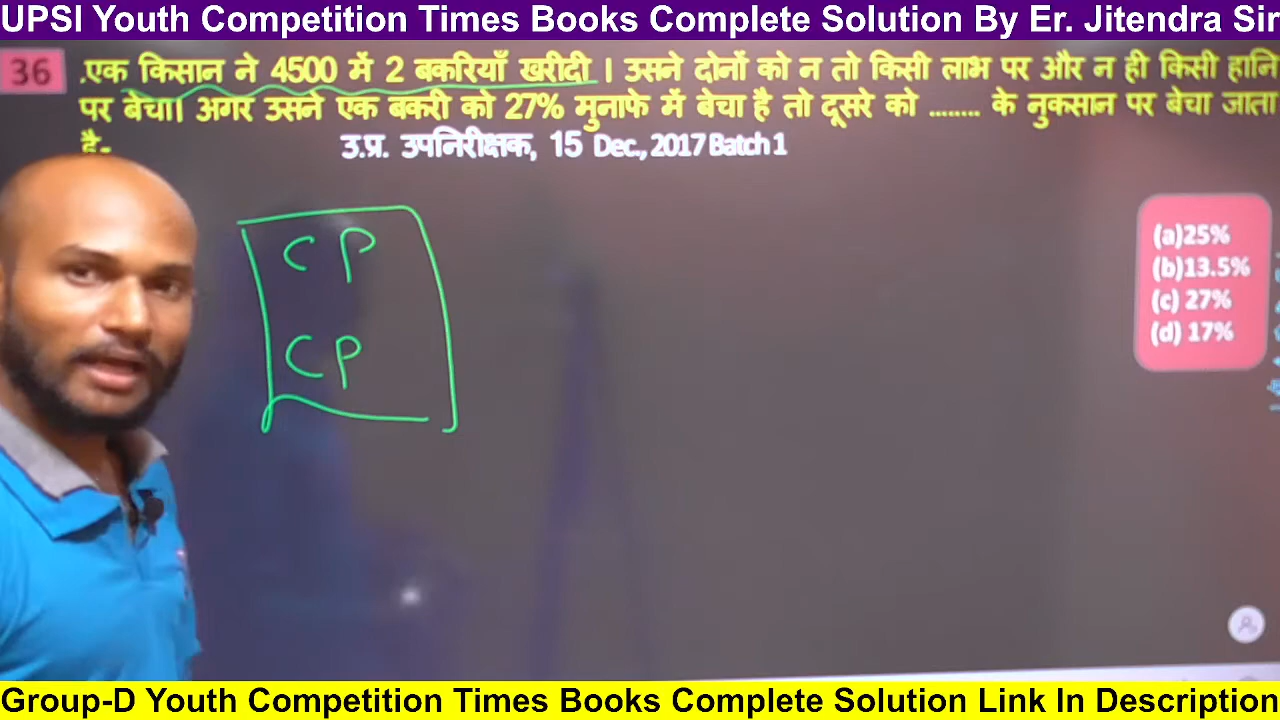 UPSI Youth Competition Times Books Complete Solution By Er. Jitendra Sir
36 .एक किसान ने 4500 में 2 बकरियाँ खरीदी । उसने दोनों को न तो किसी लाभ पर और न ही किसी हानि
पर बेचा। अगर उसने एक बकरी को 27% मुनाफे में बेचा है तो दूसरे को ........ के नुकसान पर बेचा जाता
है-
उ.प्र. उपनिरीक्षक, 15 Dec., 2017 Batch 1
CP
CP
(a)25%
(b)13.5%
(c) 27%
(d) 17%
Group-D Youth Competition Times Books Complete Solution Link In Description